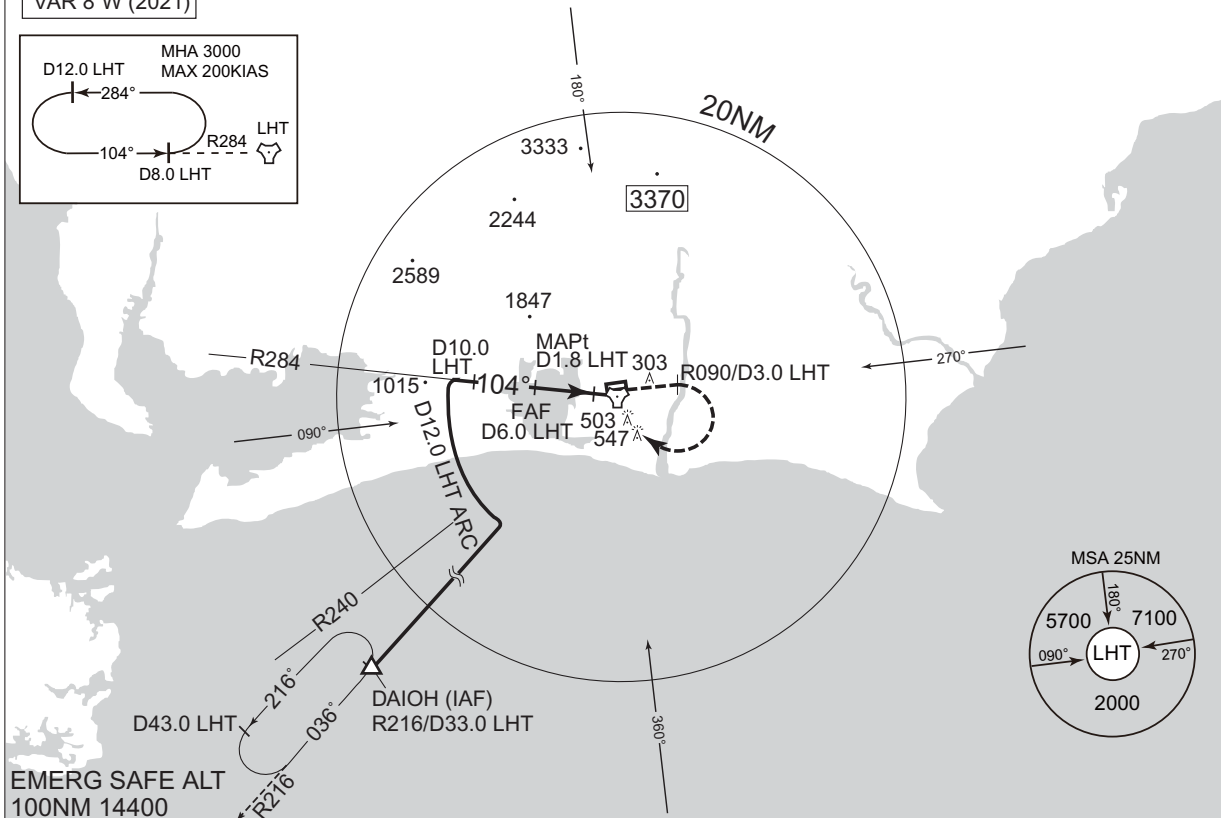 VAR 8°W (2021)
MHA 3000
MAX 200KIAS
D12.0 LHT
284°
LHT
R284
104°
D8.0 LHT
180°
20NM
3333
3370
2244
2589
1847
MAPt
D1.8 LHT
D10.0
LHT
R284
303
R090/D3.0 LHT
270°
1015
104°
FAF
D6.0 LHT
503
547
090°
D12.0 LHT ARC
R240
216°
036°
DAIOH (IAF)
R216/D33.0 LHT
D43.0 LHT
R216
360°
EMERG SAFE ALT
100NM 14400
MSA 25NM
180°
5700
7100
090°
LHT
270°
2000